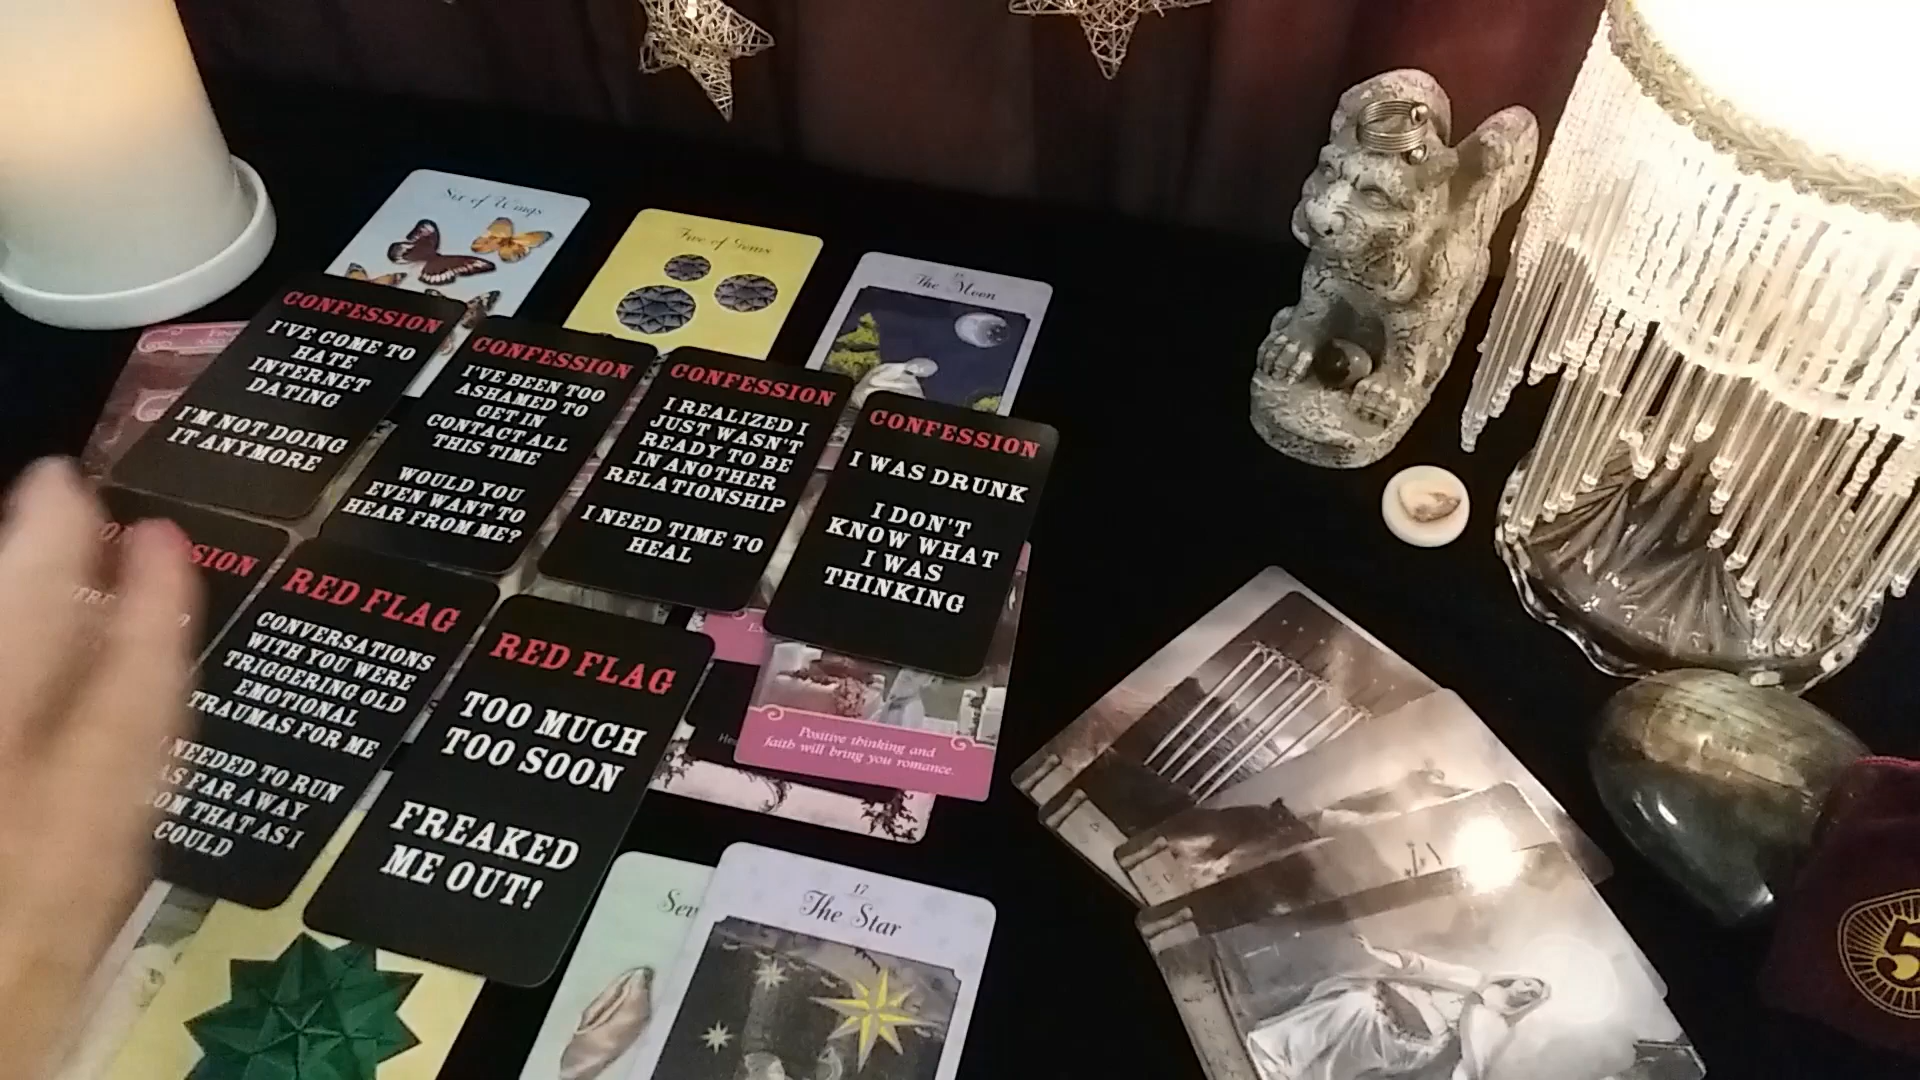 Six of Wings
Five of Gems
The Moon
CONFESSION
I'VE COME TO
HATE
INTERNET
DATING
I'M NOT DOING
IT ANYMORE
CONFESSION
I'VE BEEN TOO
ASHAMED TO
GET IN
CONTACT ALL
THIS TIME
WOULD YOU
EVEN WANT TO
HEAR FROM ME?
CONFESSION
I REALIZED I
JUST WASN'T
READY TO BE
IN ANOTHER
RELATIONSHIP
I NEED TIME TO
HEAL
CONFESSION
I WAS DRUNK
I DON'T
KNOW WHAT
I WAS
THINKING
RED FLAG
CONVERSATIONS
WITH YOU WERE
TRIGGERING OLD
EMOTIONAL
TRAUMAS FOR ME
I NEEDED TO RUN
AS FAR AWAY
FROM THAT AS I
COULD
RED FLAG
TOO MUCH
TOO SOON
FREAKED
ME OUT!
Positive thinking and
faith will bring you romance.
17
The Star
5